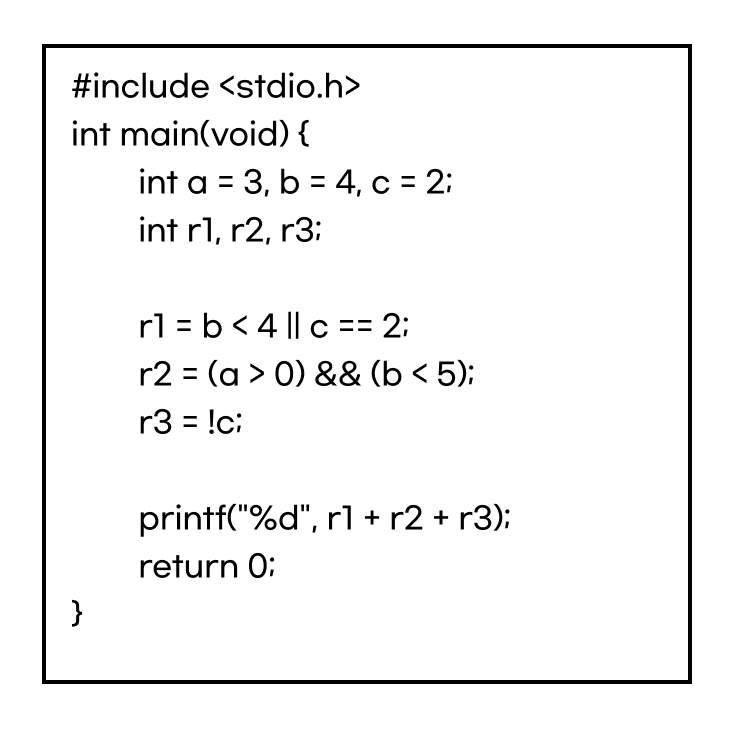 #include <stdio.h>
int main(void) {
int a = 3, b = 4, c = 2;
int r1, r2, r3;
r1 = b < 4 || c == 2;
r2 = (a > 0) && (b < 5);
r3 = !c;
printf("%d", r1 + r2 + r3);
return 0;
}